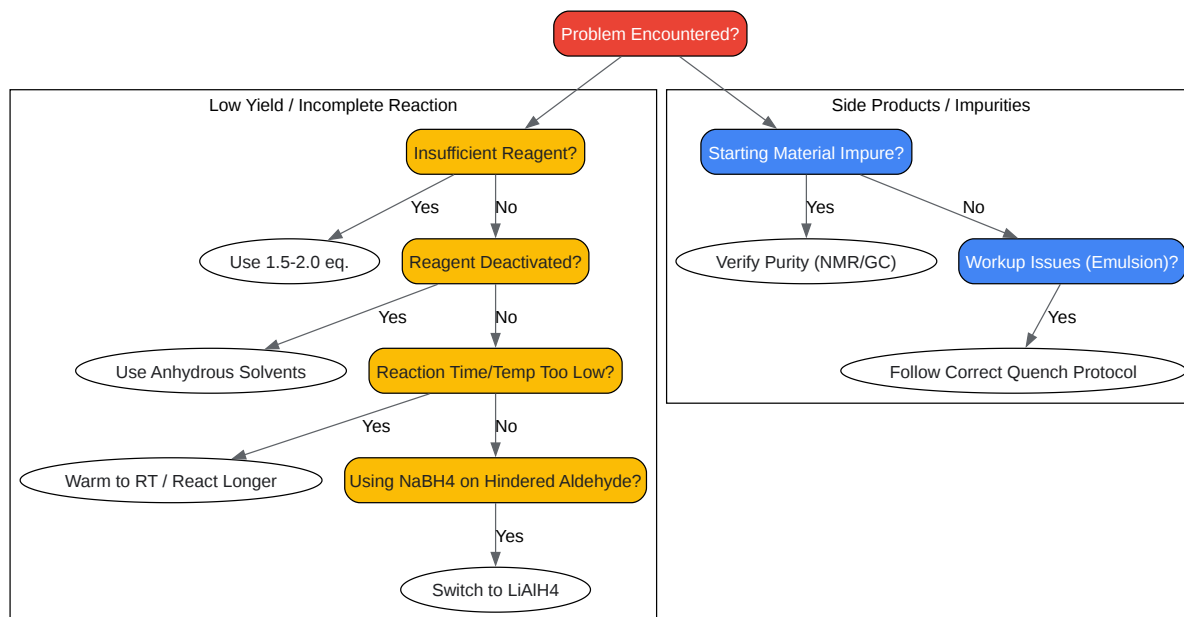 Problem Encountered?
Low Yield / Incomplete Reaction
Side Products / Impurities
Insufficient Reagent?
Starting Material Impure?
Yes
No
Yes
No
Use 1.5-2.0 eq.
Reagent Deactivated?
Verify Purity (NMR/GC)
Workup Issues (Emulsion)?
Yes
No
Yes
Use Anhydrous Solvents
Reaction Time/Temp Too Low?
Follow Correct Quench Protocol
Yes
No
Warm to RT / React Longer
Using NaBH4 on Hindered Aldehyde?
Yes
Switch to LiAlH4